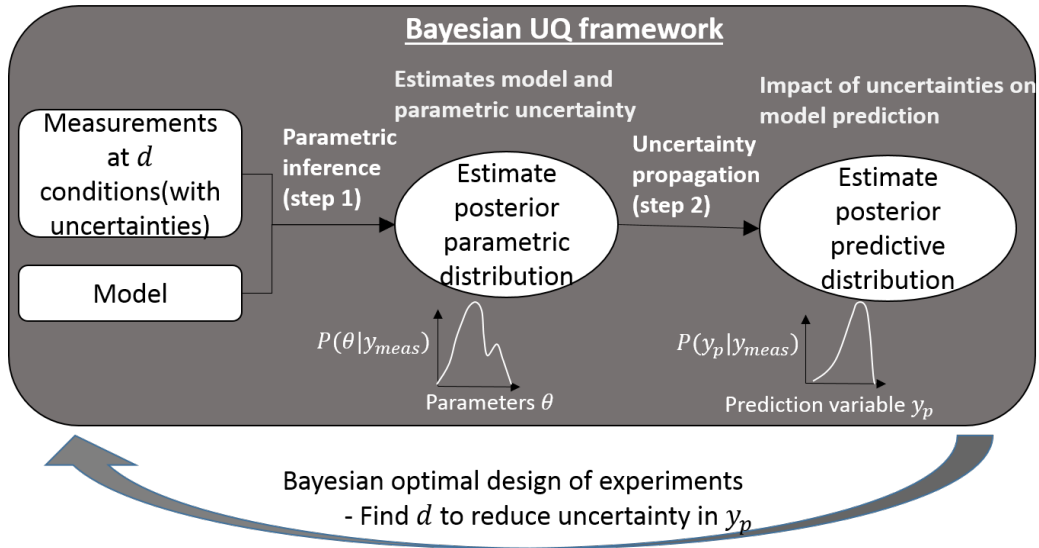 Bayesian UQ framework
Estimates model and
parametric uncertainty
Impact of uncertainties on
model prediction
Measurements
at d
conditions(with
uncertainties)
Model
Parametric
inference
(step 1)
Estimate
posterior
parametric
distribution
Uncertainty
propagation
(step 2)
Estimate
posterior
predictive
distribution
P(θ|y_meas)
Parameters θ
P(y_p|y_meas)
Prediction variable y_p
Bayesian optimal design of experiments
- Find d to reduce uncertainty in y_p